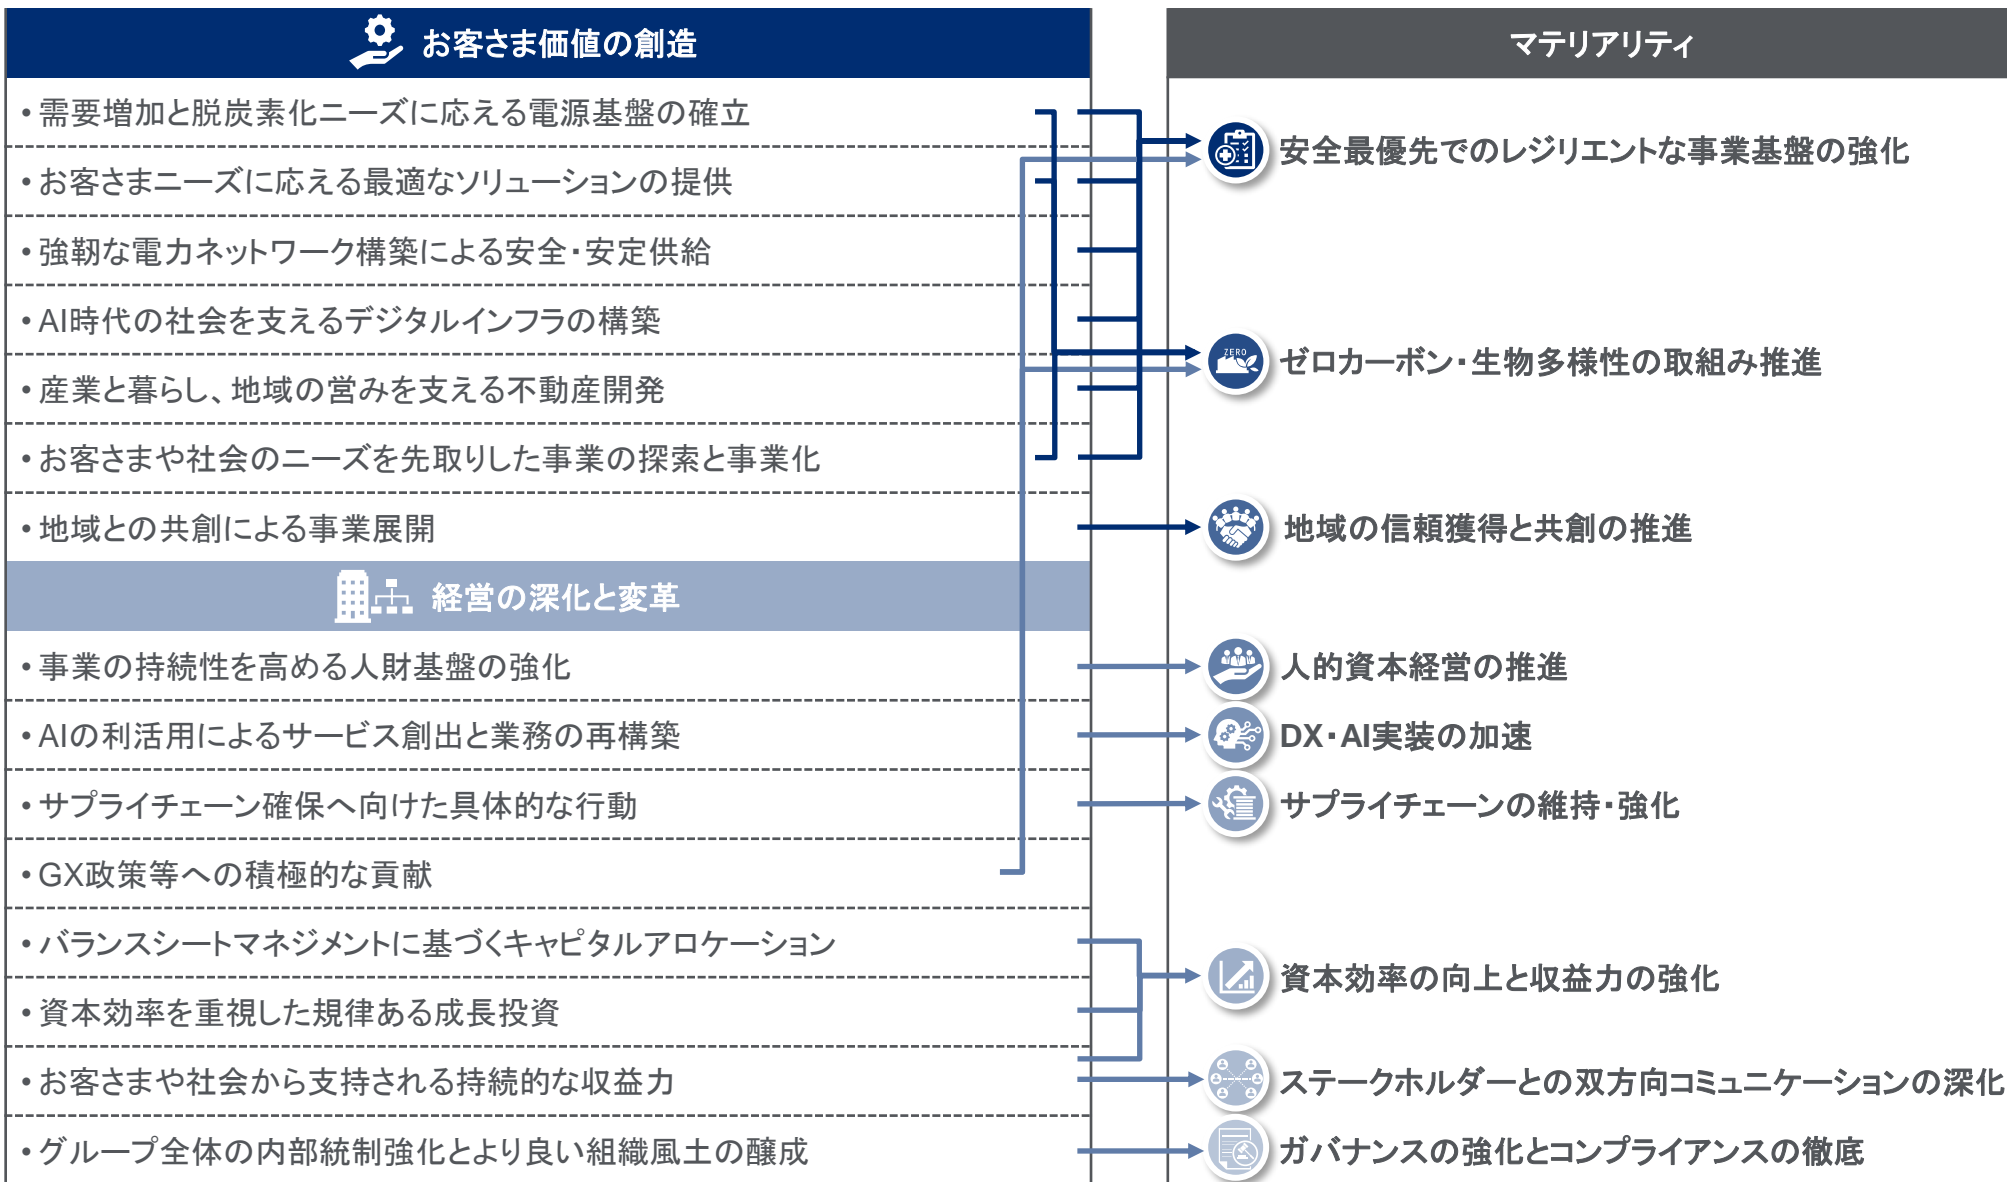 お客さま価値の創造
・需要増加と脱炭素化ニーズに応える電源基盤の確立
・お客さまニーズに応える最適なソリューションの提供
・強靭な電力ネットワーク構築による安全・安定供給
・AI時代の社会を支えるデジタルインフラの構築
・産業と暮らし、地域の営みを支える不動産開発
・お客さまや社会のニーズを先取りした事業の探索と事業化
・地域との共創による事業展開
経営の深化と変革
・事業の持続性を高める人財基盤の強化
・AIの利活用によるサービス創出と業務の再構築
・サプライチェーン確保へ向けた具体的な行動
・GX政策等への積極的な貢献
・バランスシートマネジメントに基づくキャピタルアロケーション
・資本効率を重視した規律ある成長投資
・お客さまや社会から支持される持続的な収益力
・グループ全体の内部統制強化とより良い組織風土の醸成
マテリアリティ
安全最優先でのレジリエントな事業基盤の強化
ZERO
ゼロカーボン・生物多様性の取組み推進
地域の信頼獲得と共創の推進
人的資本経営の推進
DX・AI実装の加速
サプライチェーンの維持・強化
資本効率の向上と収益力の強化
ステークホルダーとの双方向コミュニケーションの深化
ガバナンスの強化とコンプライアンスの徹底